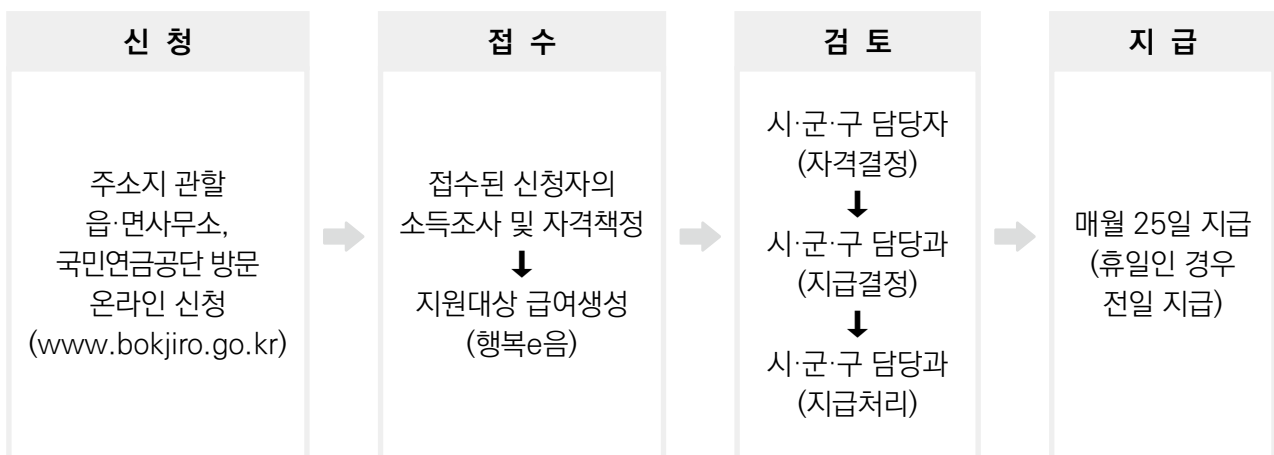 신 청
주소지 관할
읍·면사무소,
국민연금공단 방문
온라인 신청
(www.bokjiro.go.kr)
접 수
접수된 신청자의
소득조사 및 자격책정
지원대상 급여생성
(행복e음)
검 토
시·군·구 담당자
(자격결정)
시·군·구 담당과
(지급결정)
시·군·구 담당과
(지급처리)
지 급
매월 25일 지급
(휴일인 경우
전일 지급)